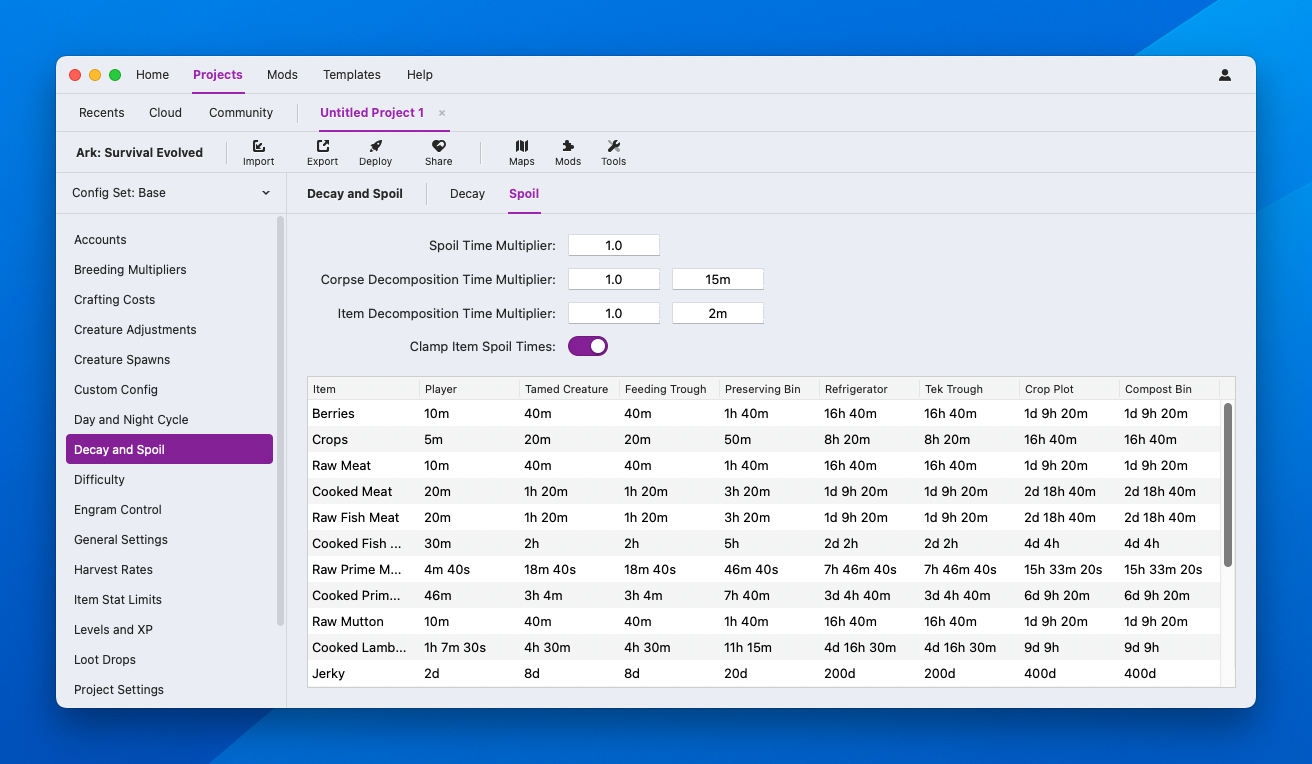 Home Projects Mods Templates Help
Recents Cloud Community Untitled Project 1 ×
Ark: Survival Evolved Import Export Deploy Share Maps Mods Tools
Config Set: Base
Accounts
Breeding Multipliers
Crafting Costs
Creature Adjustments
Creature Spawns
Custom Config
Day and Night Cycle
Decay and Spoil
Difficulty
Engram Control
General Settings
Harvest Rates
Item Stat Limits
Levels and XP
Loot Drops
Project Settings
Decay and Spoil Decay Spoil
Spoil Time Multiplier: 1.0
Corpse Decomposition Time Multiplier: 1.0 15m
Item Decomposition Time Multiplier: 1.0 2m
Clamp Item Spoil Times:
Item Player Tamed Creature Feeding Trough Preserving Bin Refrigerator Tek Trough Crop Plot Compost Bin
Berries 10m 40m 40m 1h 40m 16h 40m 16h 40m 1d 9h 20m 1d 9h 20m
Crops 5m 20m 20m 50m 8h 20m 8h 20m 16h 40m 16h 40m
Raw Meat 10m 40m 40m 1h 40m 16h 40m 16h 40m 1d 9h 20m 1d 9h 20m
Cooked Meat 20m 1h 20m 1h 20m 3h 20m 1d 9h 20m 1d 9h 20m 2d 18h 40m 2d 18h 40m
Raw Fish Meat 20m 1h 20m 1h 20m 3h 20m 1d 9h 20m 1d 9h 20m 2d 18h 40m 2d 18h 40m
Cooked Fish ... 30m 2h 2h 5h 2d 2h 2d 2h 4d 4h 4d 4h
Raw Prime M... 4m 40s 18m 40s 18m 40s 46m 40s 7h 46m 40s 7h 46m 40s 15h 33m 20s 15h 33m 20s
Cooked Prim... 46m 3h 4m 3h 4m 7h 40m 3d 4h 40m 3d 4h 40m 6d 9h 20m 6d 9h 20m
Raw Mutton 10m 40m 40m 1h 40m 16h 40m 16h 40m 1d 9h 20m 1d 9h 20m
Cooked Lamb... 1h 7m 30s 4h 30m 4h 30m 11h 15m 4d 16h 30m 4d 16h 30m 9d 9h 9d 9h
Jerky 2d 8d 8d 20d 200d 200d 400d 400d